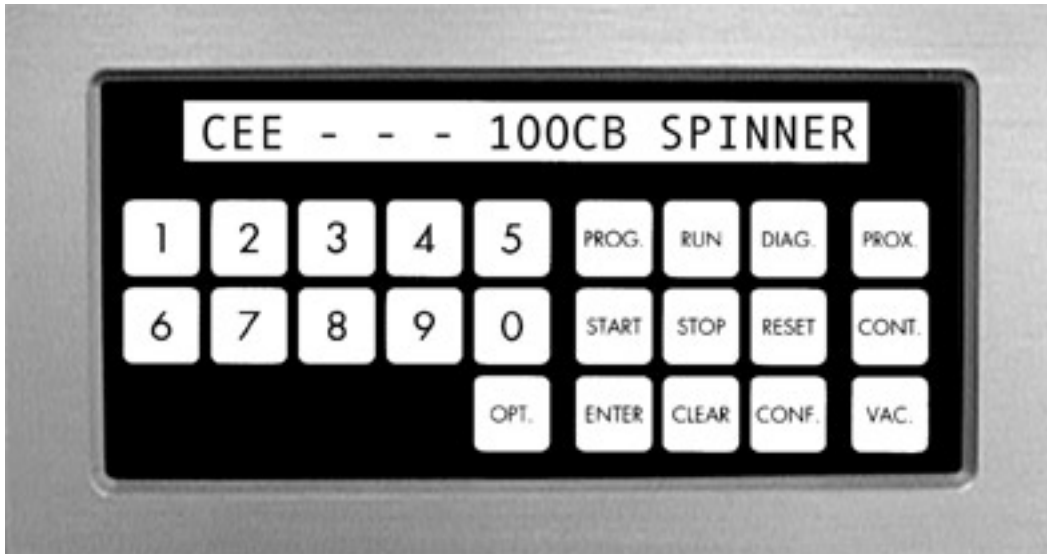 CEE - - - 100CB SPINNER
1 2 3 4 5 PROG. RUN DIAG. PROX.
6 7 8 9 0 START STOP RESET CONT.
OPT. ENTER CLEAR CONF. VAC.